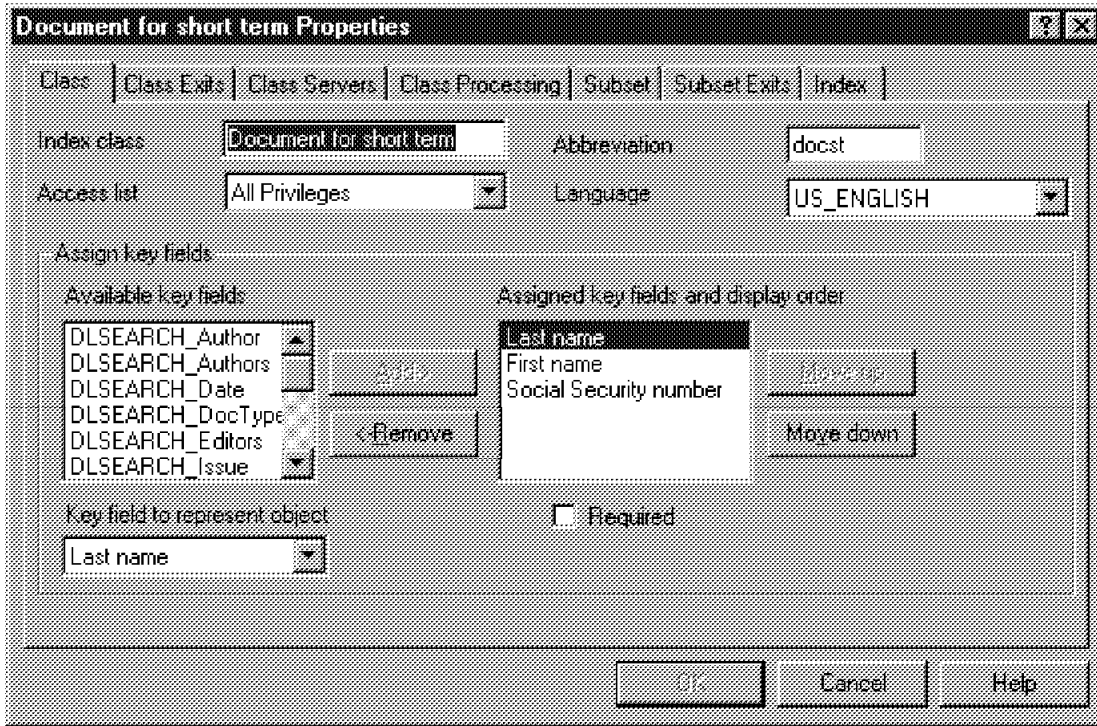 Document for short term Properties
Class Class Exits Class Servers Class Processing Subset Subset Exits Index
Index class Document for short term Abbreviation docst
Access list All Privileges Language US_ENGLISH
Assign key fields
Available key fields Assigned key fields and display order
DLSEARCH_Author
DLSEARCH_Authors
DLSEARCH_Date
DLSEARCH_DocType
DLSEARCH_Editors
DLSEARCH_Issue
Add>
<Remove
Last name
First name
Social Security number
Move up
Move down
Key field to represent object
Last name
Required
OK Cancel Help